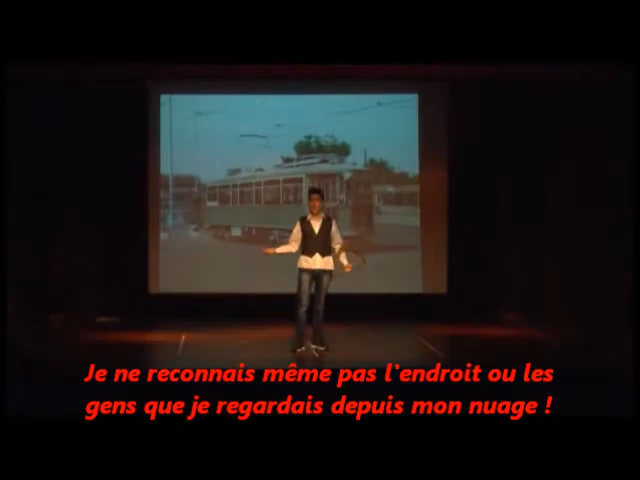 Je ne reconnais même pas l'endroit ou les
gens que je regardais depuis mon nuage !